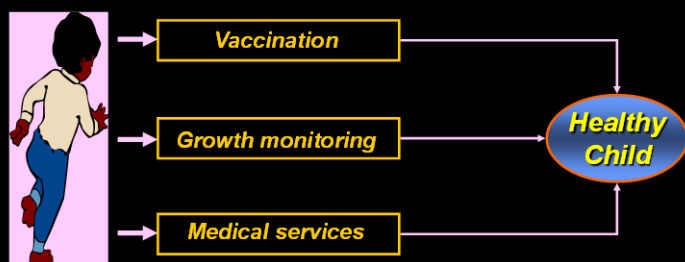 Vaccination
Growth monitoring
Medical services
Healthy
Child